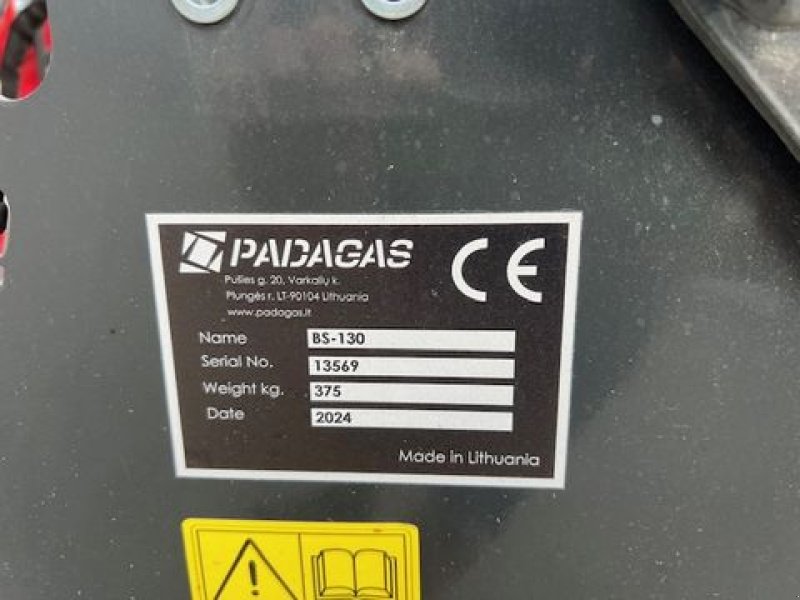 PADAGAS
CE
Pušies g. 20, Varkalių k.
Plungės r. LT-90104 Lithuania
www.padagas.lt
Name BS-130
Serial No. 13569
Weight kg. 375
Date 2024
Made in Lithuania